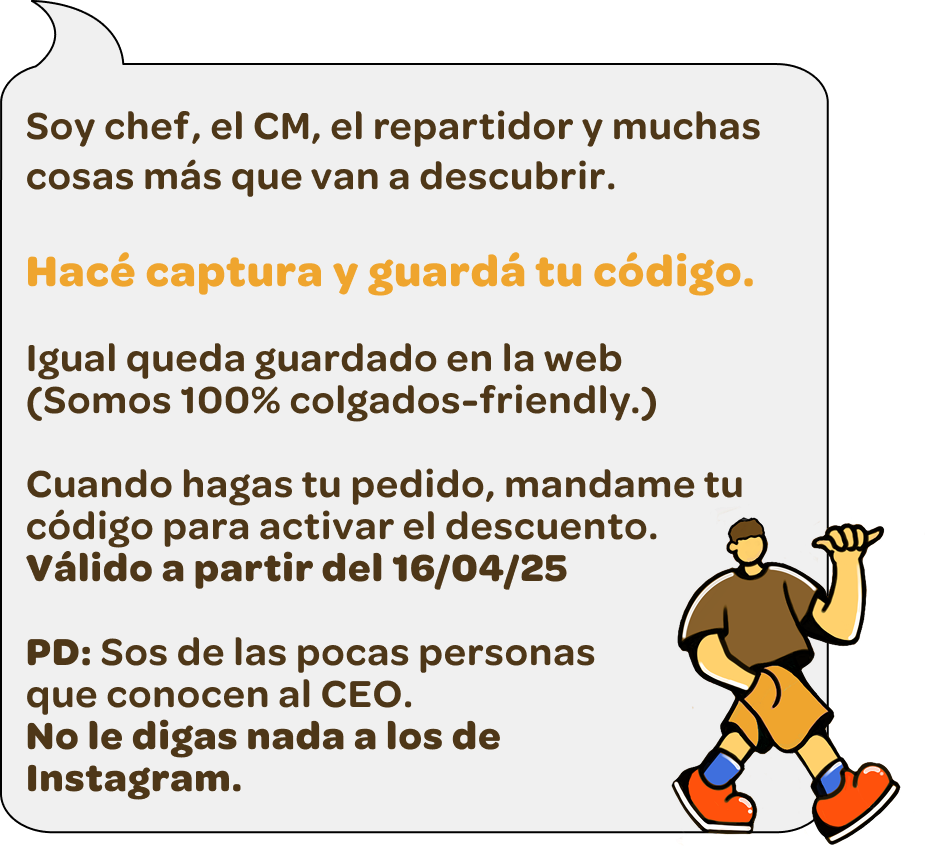 Soy chef, el CM, el repartidor y muchas
cosas más que van a descubrir.
Hacé captura y guardá tu código.
Igual queda guardado en la web
(Somos 100% colgados-friendly.)
Cuando hagas tu pedido, mandame tu
código para activar el descuento.
Válido a partir del 16/04/25
PD: Sos de las pocas personas
que conocen al CEO.
No le digas nada a los de
Instagram.